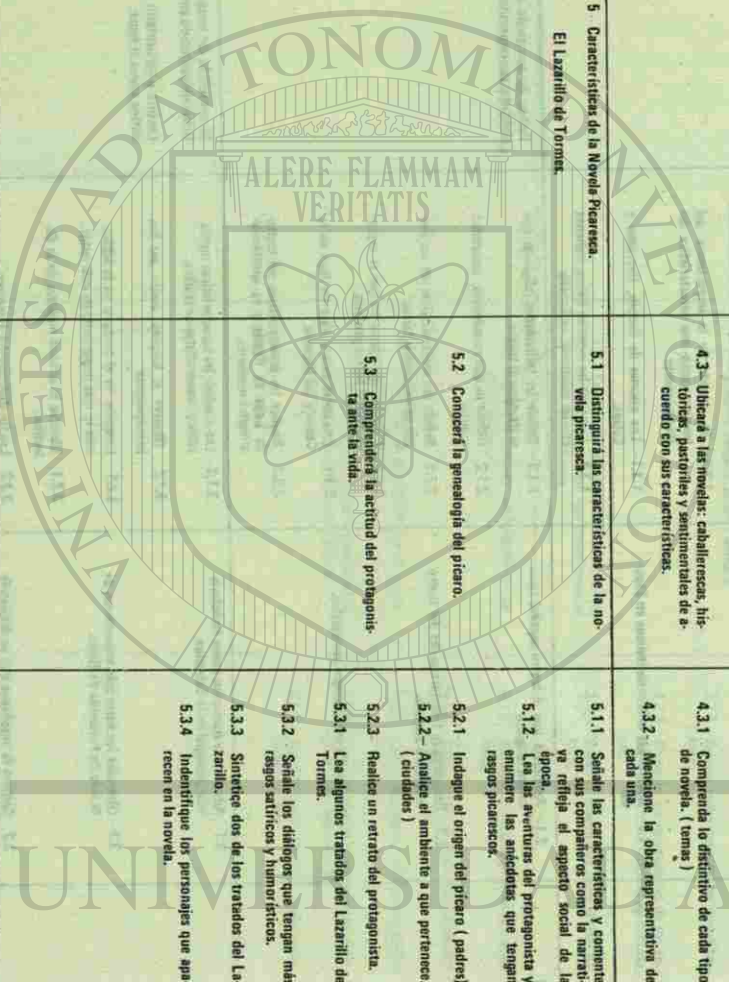 4.3– Ubicará a las novelas: caballerescas, his-
tóricas, pastoriles y sentimentales de a-
cuerdo con sus características.
4.3.1 Comprenda lo distintivo de cada tipo
de novela. ( temas )
4.3.2 - Mencione la obra representativa de
cada una.
5 - Características de la Novela Picaresca.
El Lazarillo de Tormes.
5.1 Distinguirá las características de la no-
vela picaresca.
5.1.1 Señale las características y comente
con sus compañeros como la narrati-
va refleja el aspecto social de la
época.
5.1.2- Lea las aventuras del protagonista y
enumere las anécdotas que tengan
rasgos picarescos.
5.2 Conocerá la genealogía del pícaro.
5.2.1 Indague el origen del pícaro ( padres)
5.2.2 – Analice el ambiente a que pertenece.
( ciudades )
5.2.3 Realice un retrato del protagonista.
5.3 Comprenderá la actitud del protagonis-
ta ante la vida.
5.3.1 Lea algunos tratados del Lazarillo de
Tormes.
5.3.2 - Señale los diálogos que tengan más
rasgos satíricos y humorísticos.
5.3.3 Sintetice dos de los tratados del La-
zarillo.
5.3.4 Indentifique los personajes que apa-
recen en la novela.
UNIVERSIDAD AUTONOMA
DE NUEVO
ALERE FLAMMAM
VERITATIS
UNIVERSIDAD A